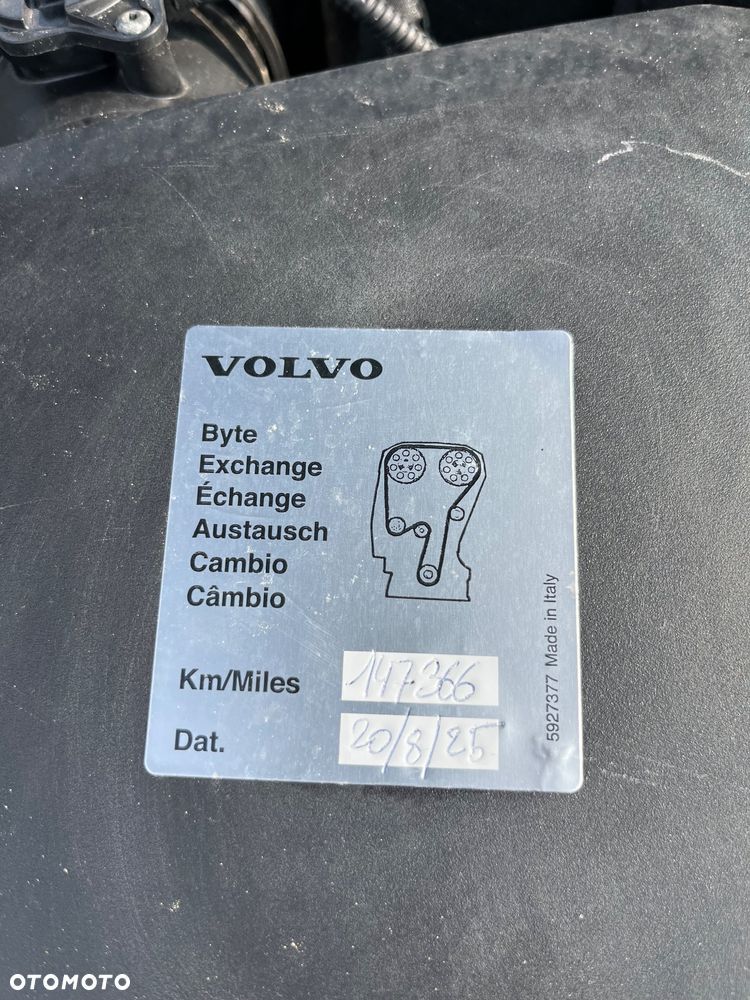 VOLVO
Byte
Exchange
Échange
Austausch
Cambio
Câmbio
Km/Miles 147366
Dat. 20/8/25
5927377 Made in Italy
OTOMOTO